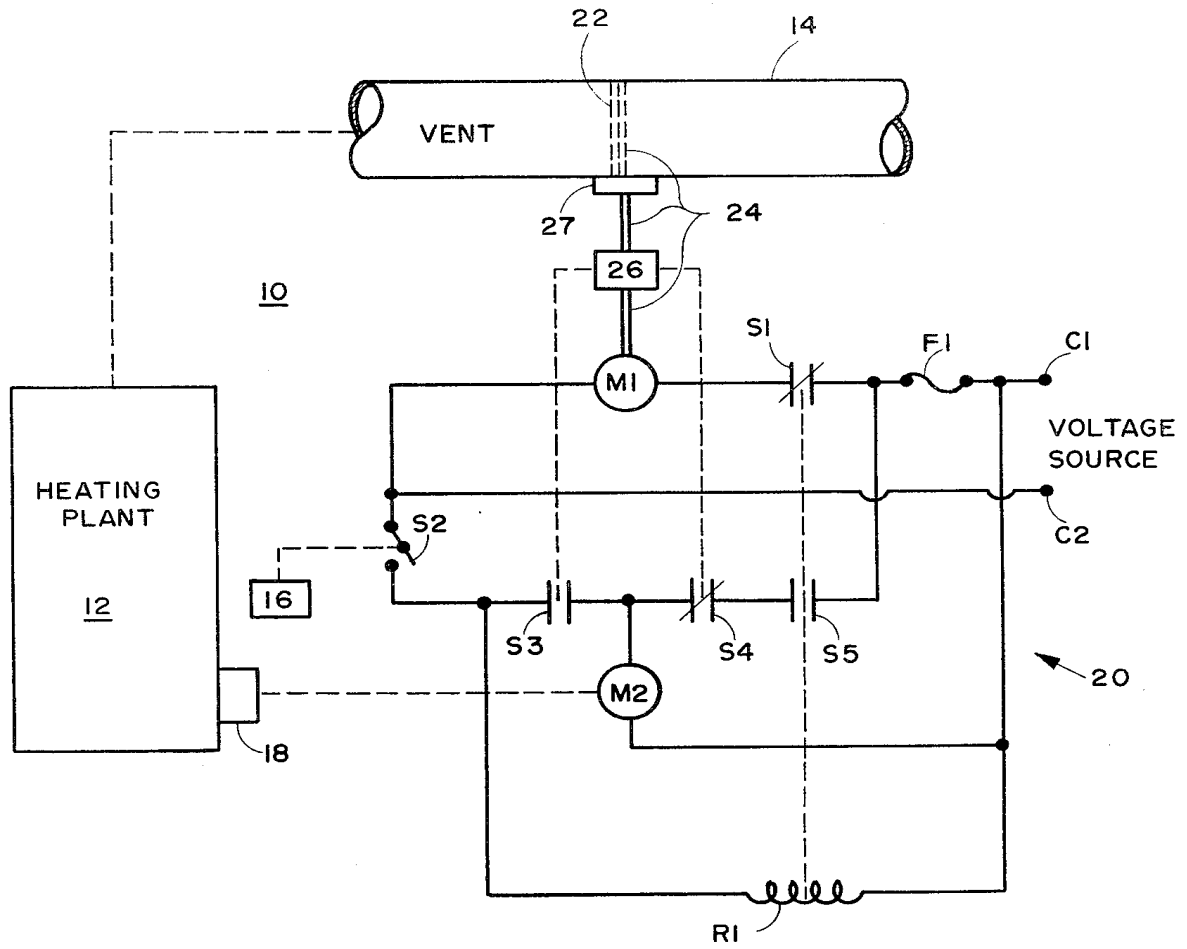 22
14
VENT
27
24
26
10
S1
F1
C1
M1
VOLTAGE
SOURCE
HEATING
PLANT
S2
C2
12
16
S3
S4
S5
M2
20
18
R1